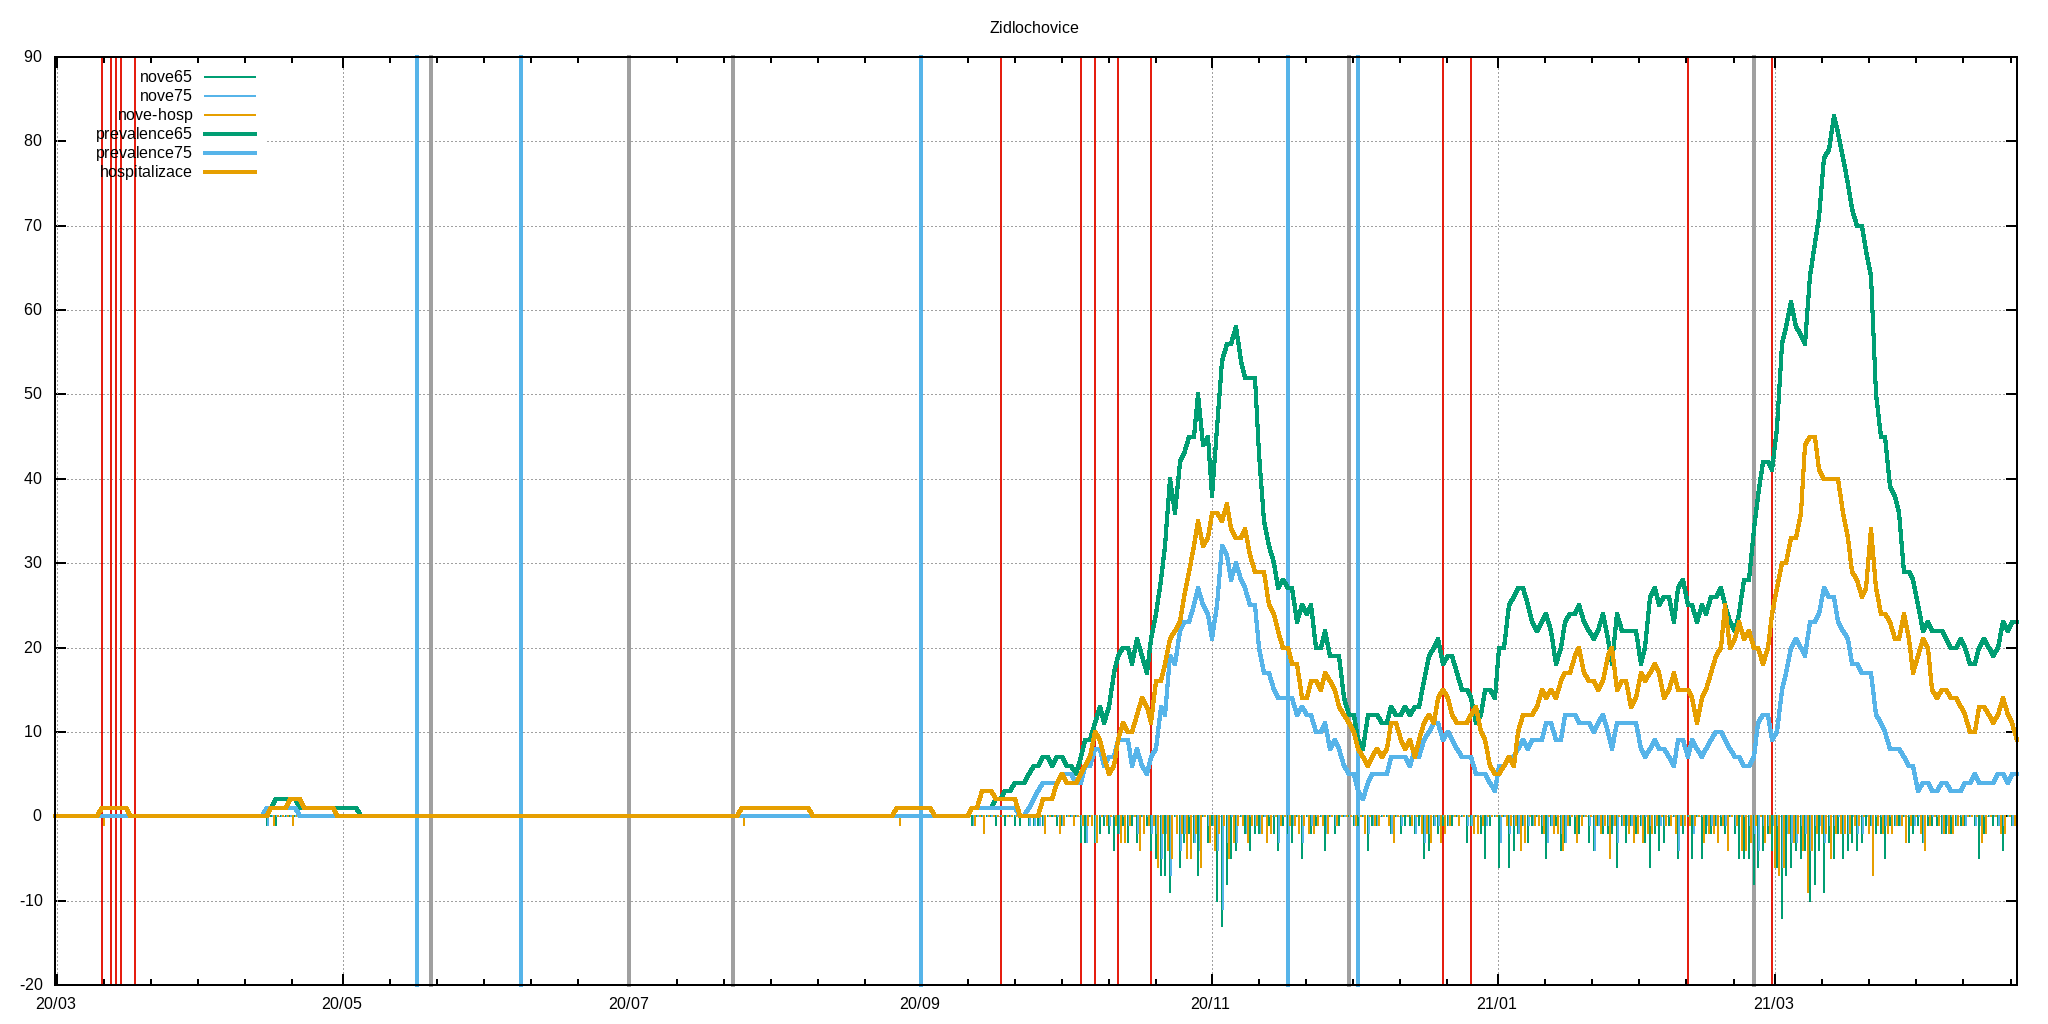 Zidlochovice
90
80
70
60
50
40
30
20
10
0
-10
-20
nove65
nove75
nove-hosp
prevalence65
prevalence75
hospitalizace
20/03 20/05 20/07 20/09 20/11 21/01 21/03